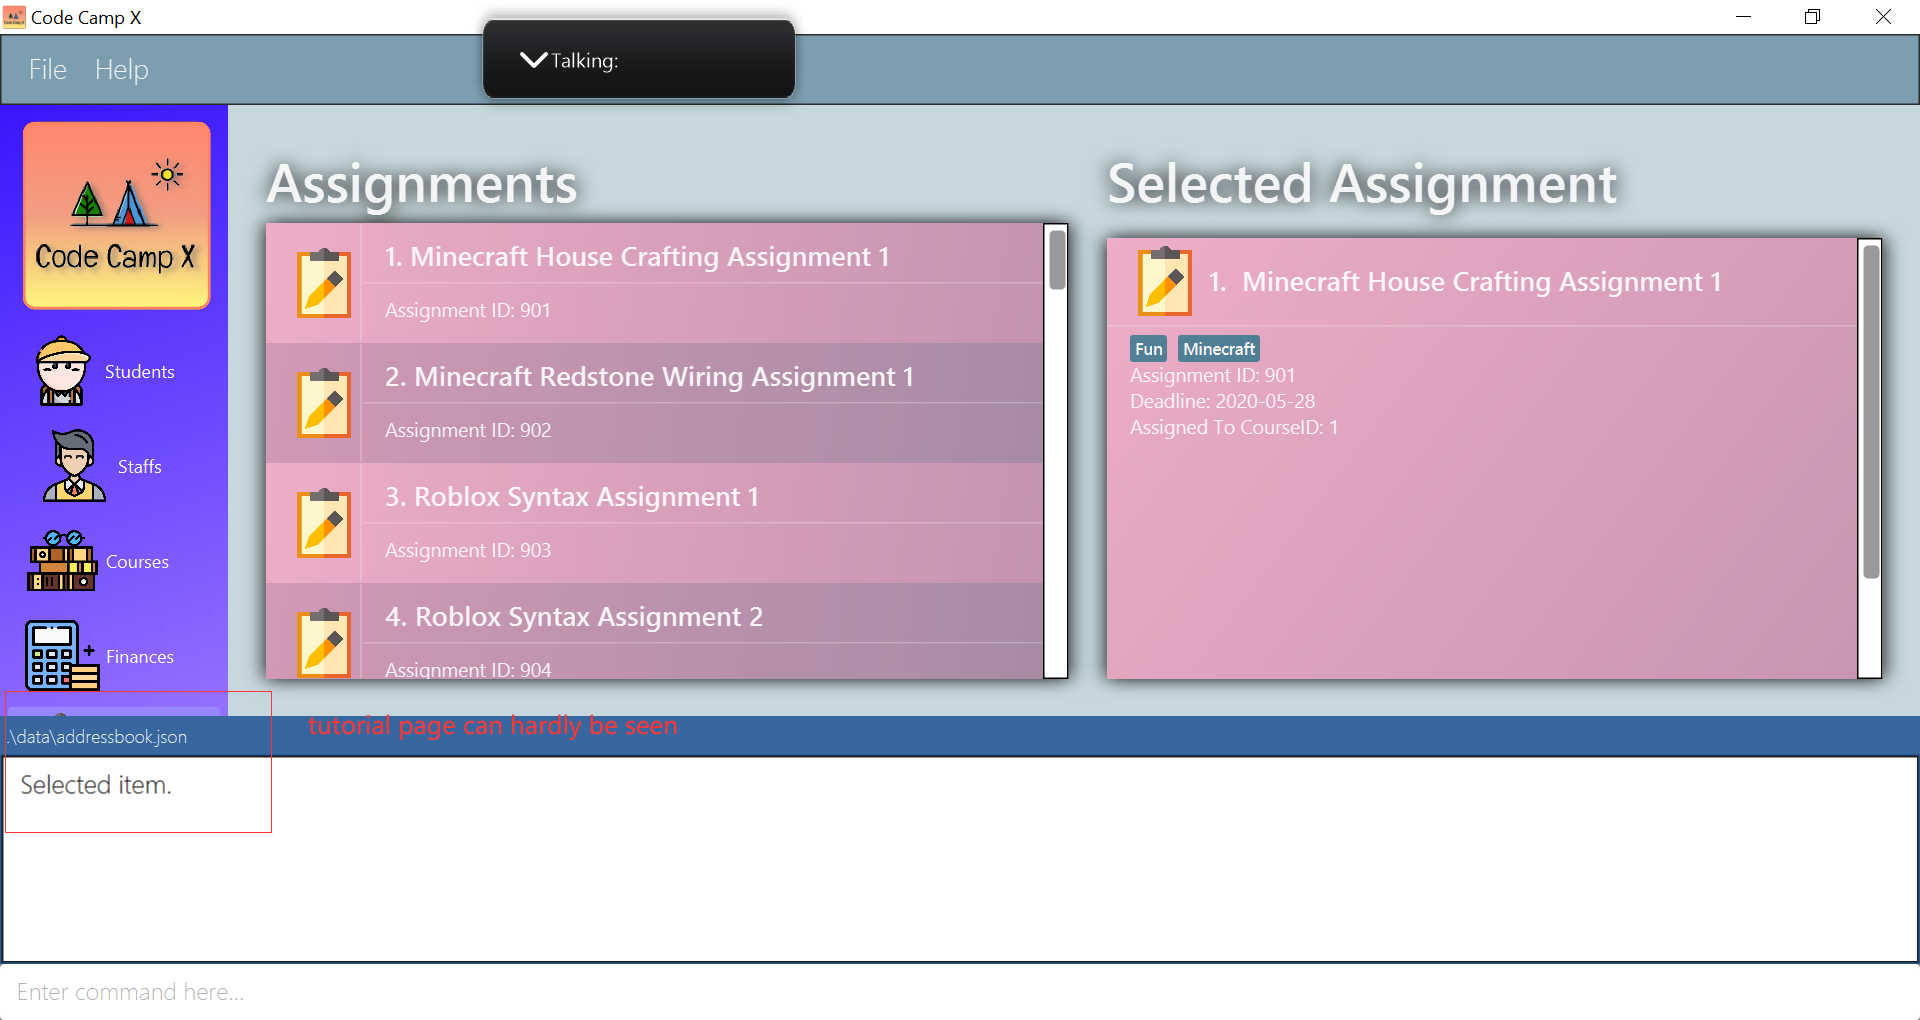 Code Camp X
File Help
Talking:
Code Camp X
Students
Staffs
Courses
Finances
Assignments
1. Minecraft House Crafting Assignment 1
Assignment ID: 901
2. Minecraft Redstone Wiring Assignment 1
Assignment ID: 902
3. Roblox Syntax Assignment 1
Assignment ID: 903
4. Roblox Syntax Assignment 2
Assignment ID: 904
Selected Assignment
1. Minecraft House Crafting Assignment 1
Fun Minecraft
Assignment ID: 901
Deadline: 2020-05-28
Assigned To CourseID: 1
tutorial page can hardly be seen
.\data\addressbook.json
Selected item.
Enter command here...